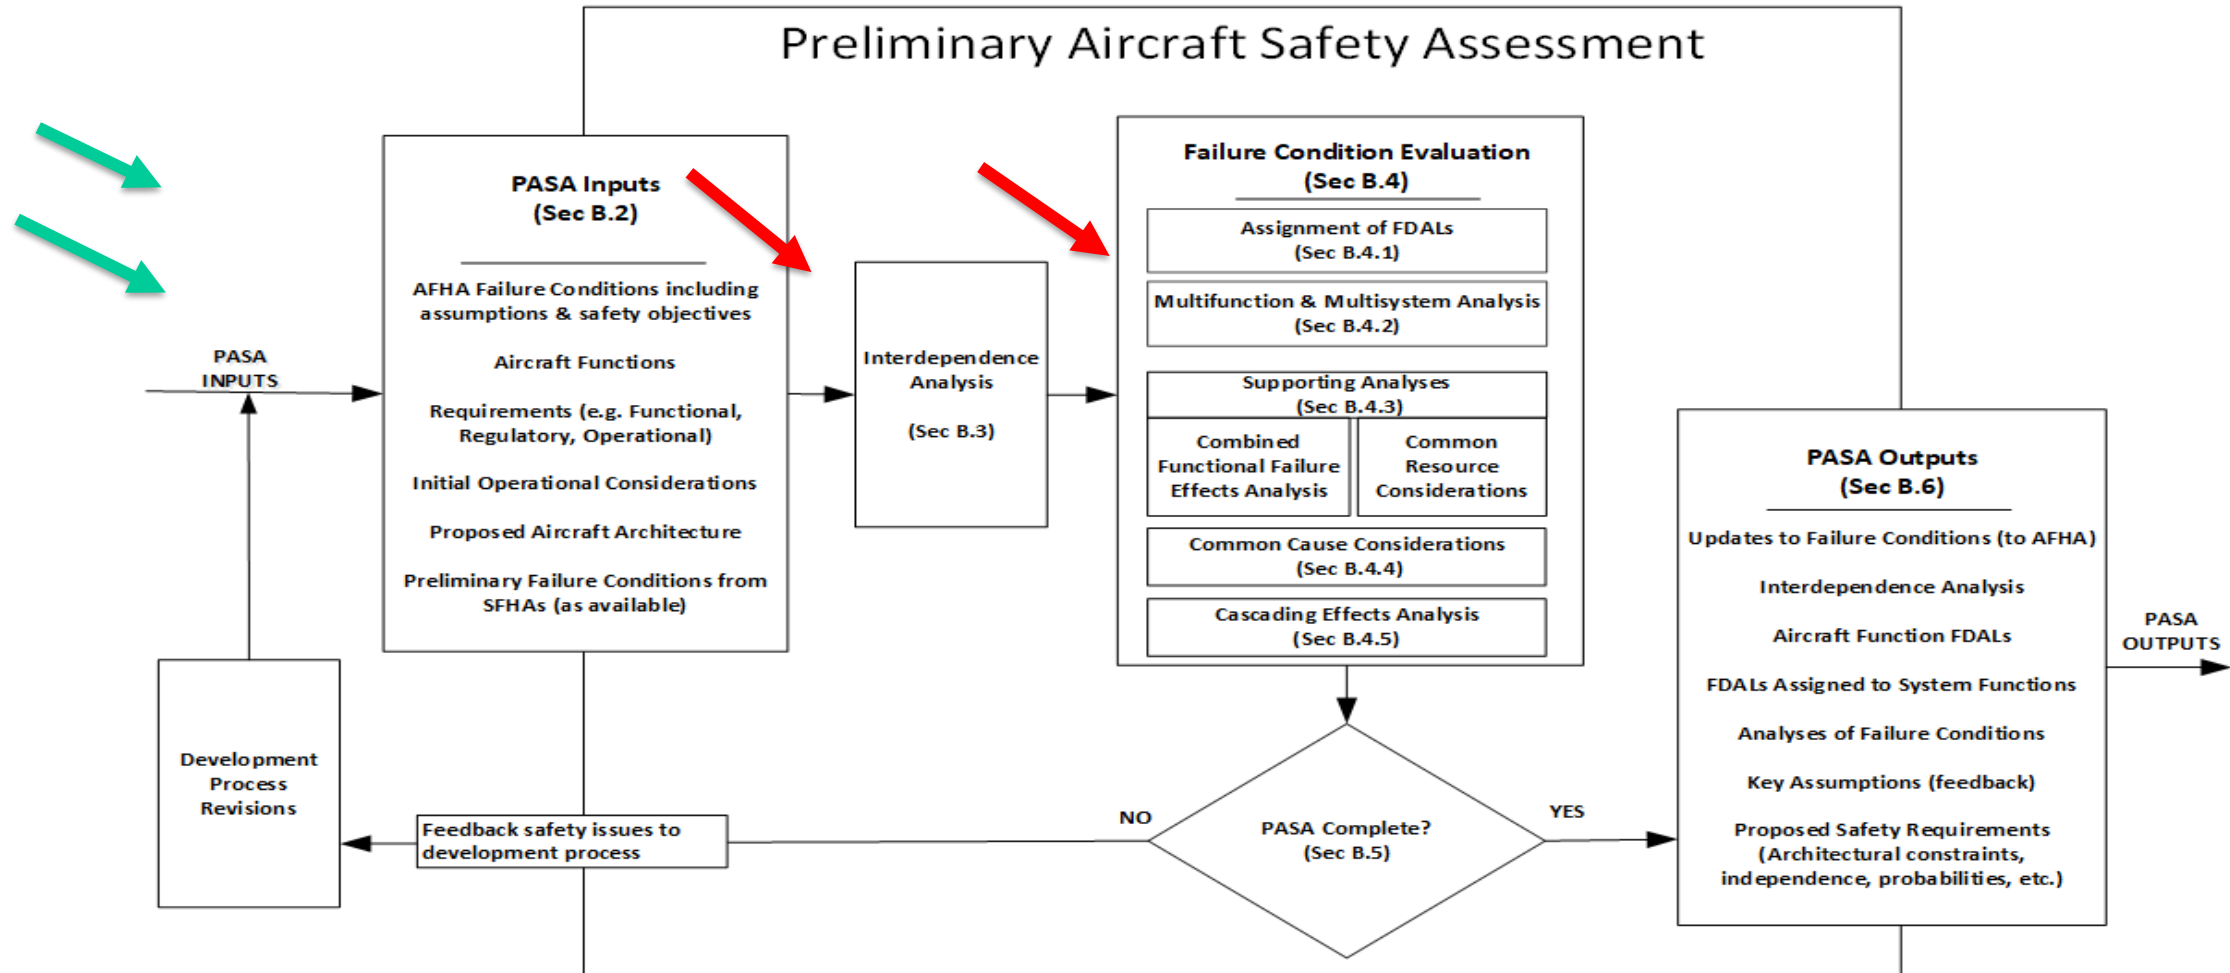 Preliminary Aircraft Safety Assessment
PASA
INPUTS
PASA Inputs
(Sec B.2)
AFHA Failure Conditions including
assumptions & safety objectives
Aircraft Functions
Requirements (e.g. Functional,
Regulatory, Operational)
Initial Operational Considerations
Proposed Aircraft Architecture
Preliminary Failure Conditions from
SFHAs (as available)
Interdependence
Analysis
(Sec B.3)
Failure Condition Evaluation
(Sec B.4)
Assignment of FDALs
(Sec B.4.1)
Multifunction & Multisystem Analysis
(Sec B.4.2)
Supporting Analyses
(Sec B.4.3)
Combined
Functional Failure
Effects Analysis
Common
Resource
Considerations
Common Cause Considerations
(Sec B.4.4)
Cascading Effects Analysis
(Sec B.4.5)
PASA Complete?
(Sec B.5)
NO
YES
Feedback safety issues to
development process
Development
Process
Revisions
PASA Outputs
(Sec B.6)
Updates to Failure Conditions (to AFHA)
Interdependence Analysis
Aircraft Function FDALs
FDALs Assigned to System Functions
Analyses of Failure Conditions
Key Assumptions (feedback)
Proposed Safety Requirements
(Architectural constraints,
independence, probabilities, etc.)
PASA
OUTPUTS